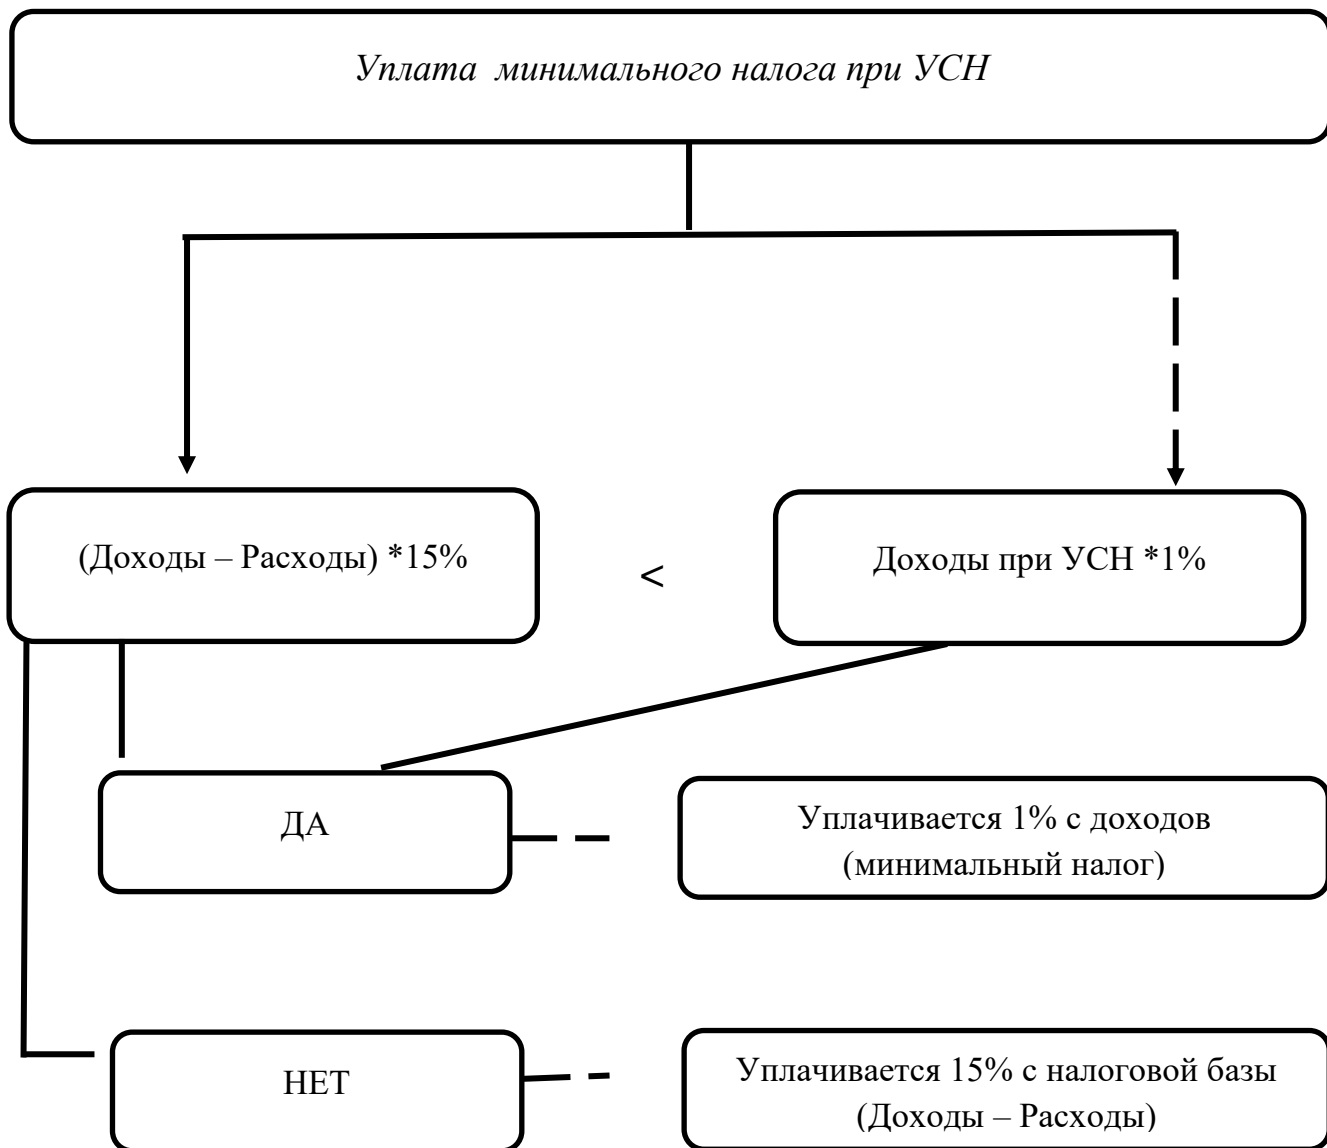 Уплата минимального налога при УСН
(Доходы – Расходы) *15%
<
Доходы при УСН *1%
ДА
Уплачивается 1% с доходов
(минимальный налог)
НЕТ
Уплачивается 15% с налоговой базы
(Доходы – Расходы)